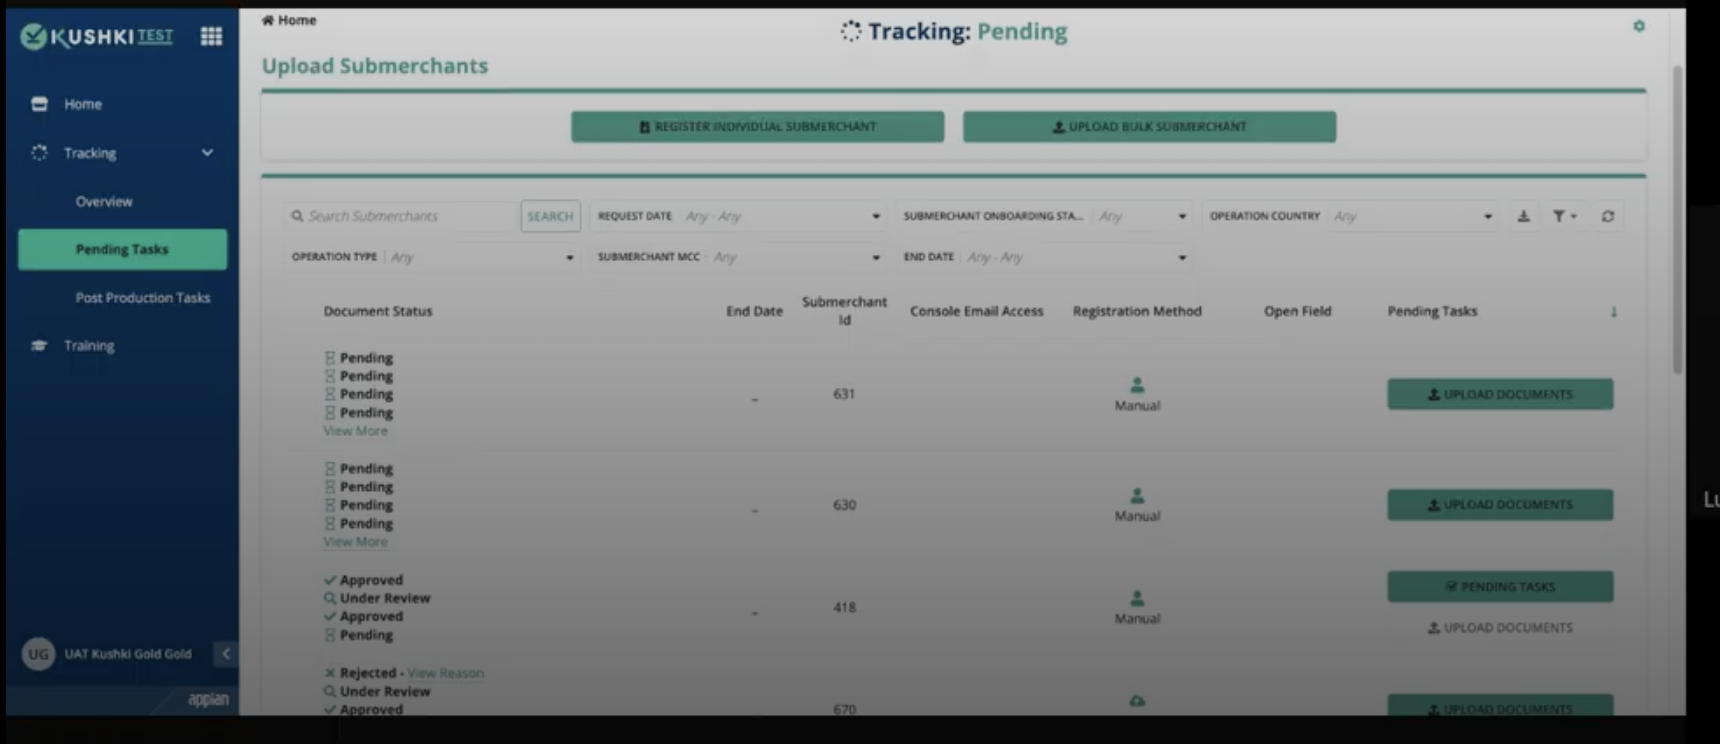 KUSHKI TEST
Home
Tracking
Overview
Pending Tasks
Post Production Tasks
Training
UG UAT Kushki Gold Gold
appian
Home
Tracking: Pending
Upload Submerchants
REGISTER INDIVIDUAL SUBMERCHANT
UPLOAD BULK SUBMERCHANT
Search Submerchants SEARCH REQUEST DATE Any - Any SUBMERCHANT ONBOARDING STA... Any OPERATION COUNTRY Any
OPERATION TYPE Any SUBMERCHANT MCC Any END DATE Any - Any
Document Status End Date Submerchant Id Console Email Access Registration Method Open Field Pending Tasks
Pending
Pending
Pending
Pending
View More
– 631 Manual UPLOAD DOCUMENTS
Pending
Pending
Pending
Pending
View More
– 630 Manual UPLOAD DOCUMENTS
Approved
Under Review
Approved
Pending
– 418 Manual PENDING TASKS
UPLOAD DOCUMENTS
Rejected - View Reason
Under Review
Approved
670 UPLOAD DOCUMENTS